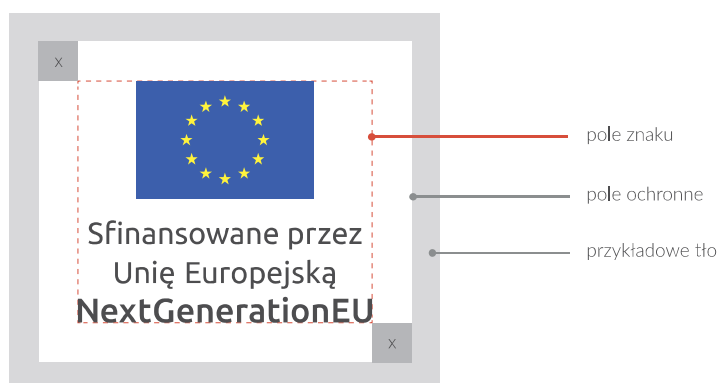 x
Sfinansowane przez
Unię Europejską
NextGenerationEU
x
pole znaku
pole ochronne
przykładowe tło